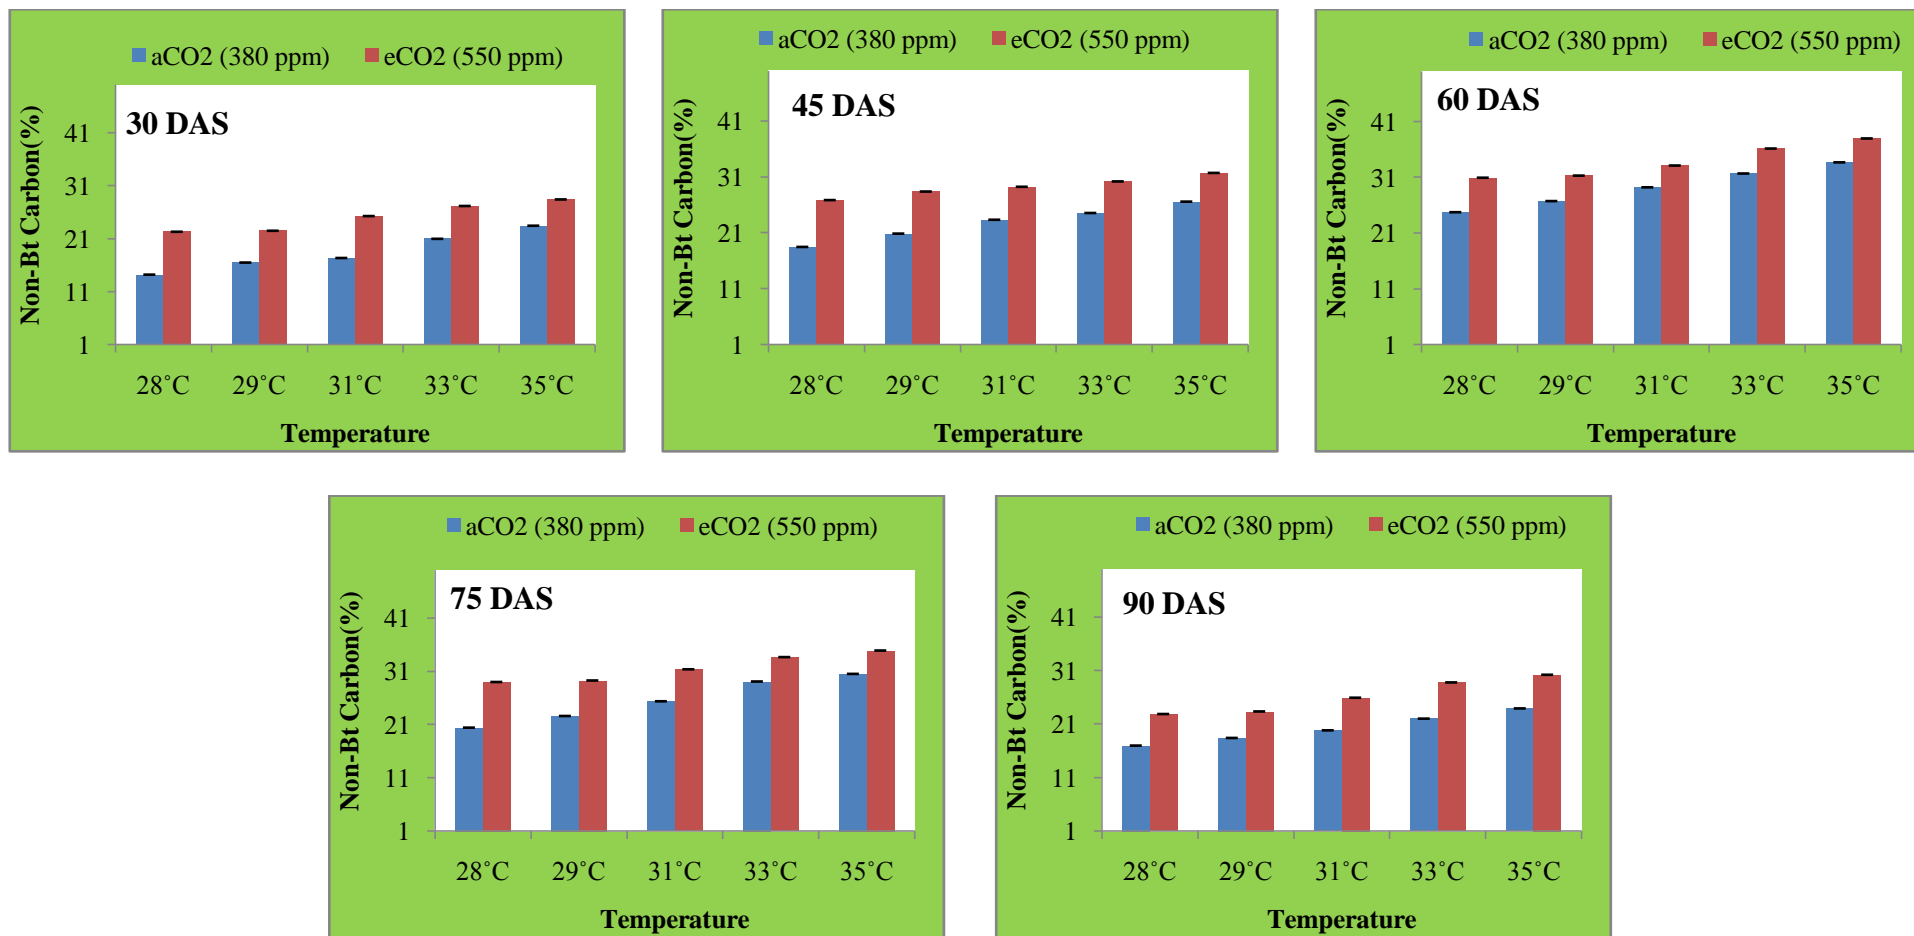 aCO2 (380 ppm) eCO2 (550 ppm)
30 DAS
Non-Bt Carbon(%)
41
31
21
11
1
28˚C 29˚C 31˚C 33˚C 35˚C
Temperature
aCO2 (380 ppm) eCO2 (550 ppm)
45 DAS
Non-Bt Carbon(%)
41
31
21
11
1
28˚C 29˚C 31˚C 33˚C 35˚C
Temperature
aCO2 (380 ppm) eCO2 (550 ppm)
60 DAS
Non-Bt Carbon(%)
41
31
21
11
1
28˚C 29˚C 31˚C 33˚C 35˚C
Temperature
aCO2 (380 ppm) eCO2 (550 ppm)
75 DAS
Non-Bt Carbon(%)
41
31
21
11
1
28˚C 29˚C 31˚C 33˚C 35˚C
Temperature
aCO2 (380 ppm) eCO2 (550 ppm)
90 DAS
Non-Bt Carbon(%)
41
31
21
11
1
28˚C 29˚C 31˚C 33˚C 35˚C
Temperature